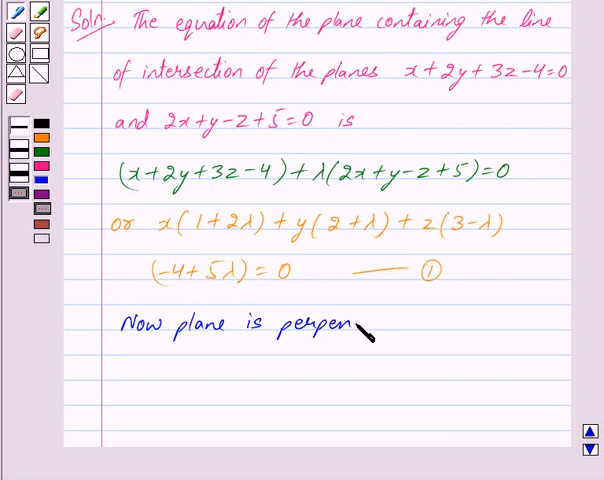 Soln. The equation of the plane containing the line
of intersection of the planes x+2y+3z-4=0
and 2x+y-z+5=0 is
(x+2y+3z-4)+λ(2x+y-z+5)=0
or x(1+2λ)+y(2+λ)+z(3-λ)
(-4+5λ)=0 —— ①
Now plane is perpen